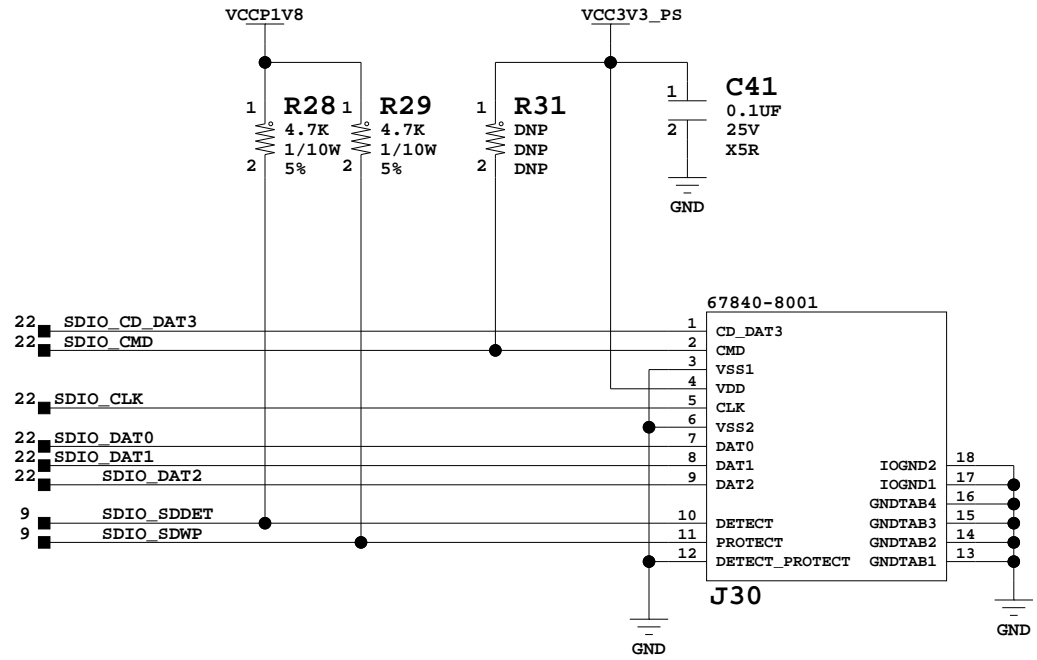 VCCP1V8
VCC3V3_PS
1 R28
4.7K
1/10W
2 5%
1 R29
4.7K
1/10W
2 5%
1 R31
DNP
DNP
2 DNP
1 C41
0.1UF
2 25V
X5R
GND
67840-8001
22 SDIO_CD_DAT3 1 CD_DAT3
22 SDIO_CMD 2 CMD
3 VSS1
4 VDD
22 SDIO_CLK 5 CLK
6 VSS2
22 SDIO_DAT0 7 DAT0
22 SDIO_DAT1 8 DAT1 IOGND2 18
22 SDIO_DAT2 9 DAT2 IOGND1 17
GNDTAB4 16
9 SDIO_SDDET 10 DETECT GNDTAB3 15
9 SDIO_SDWP 11 PROTECT GNDTAB2 14
12 DETECT_PROTECT GNDTAB1 13
J30
GND
GND